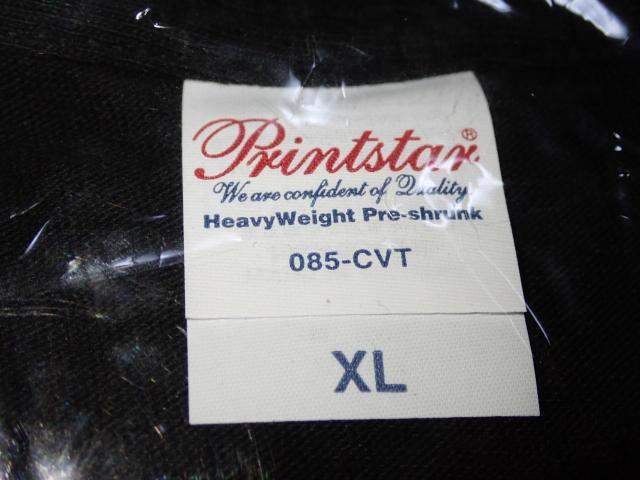 Printstar®
We are confident of Quality.
HeavyWeight Pre-shrunk
085-CVT
XL